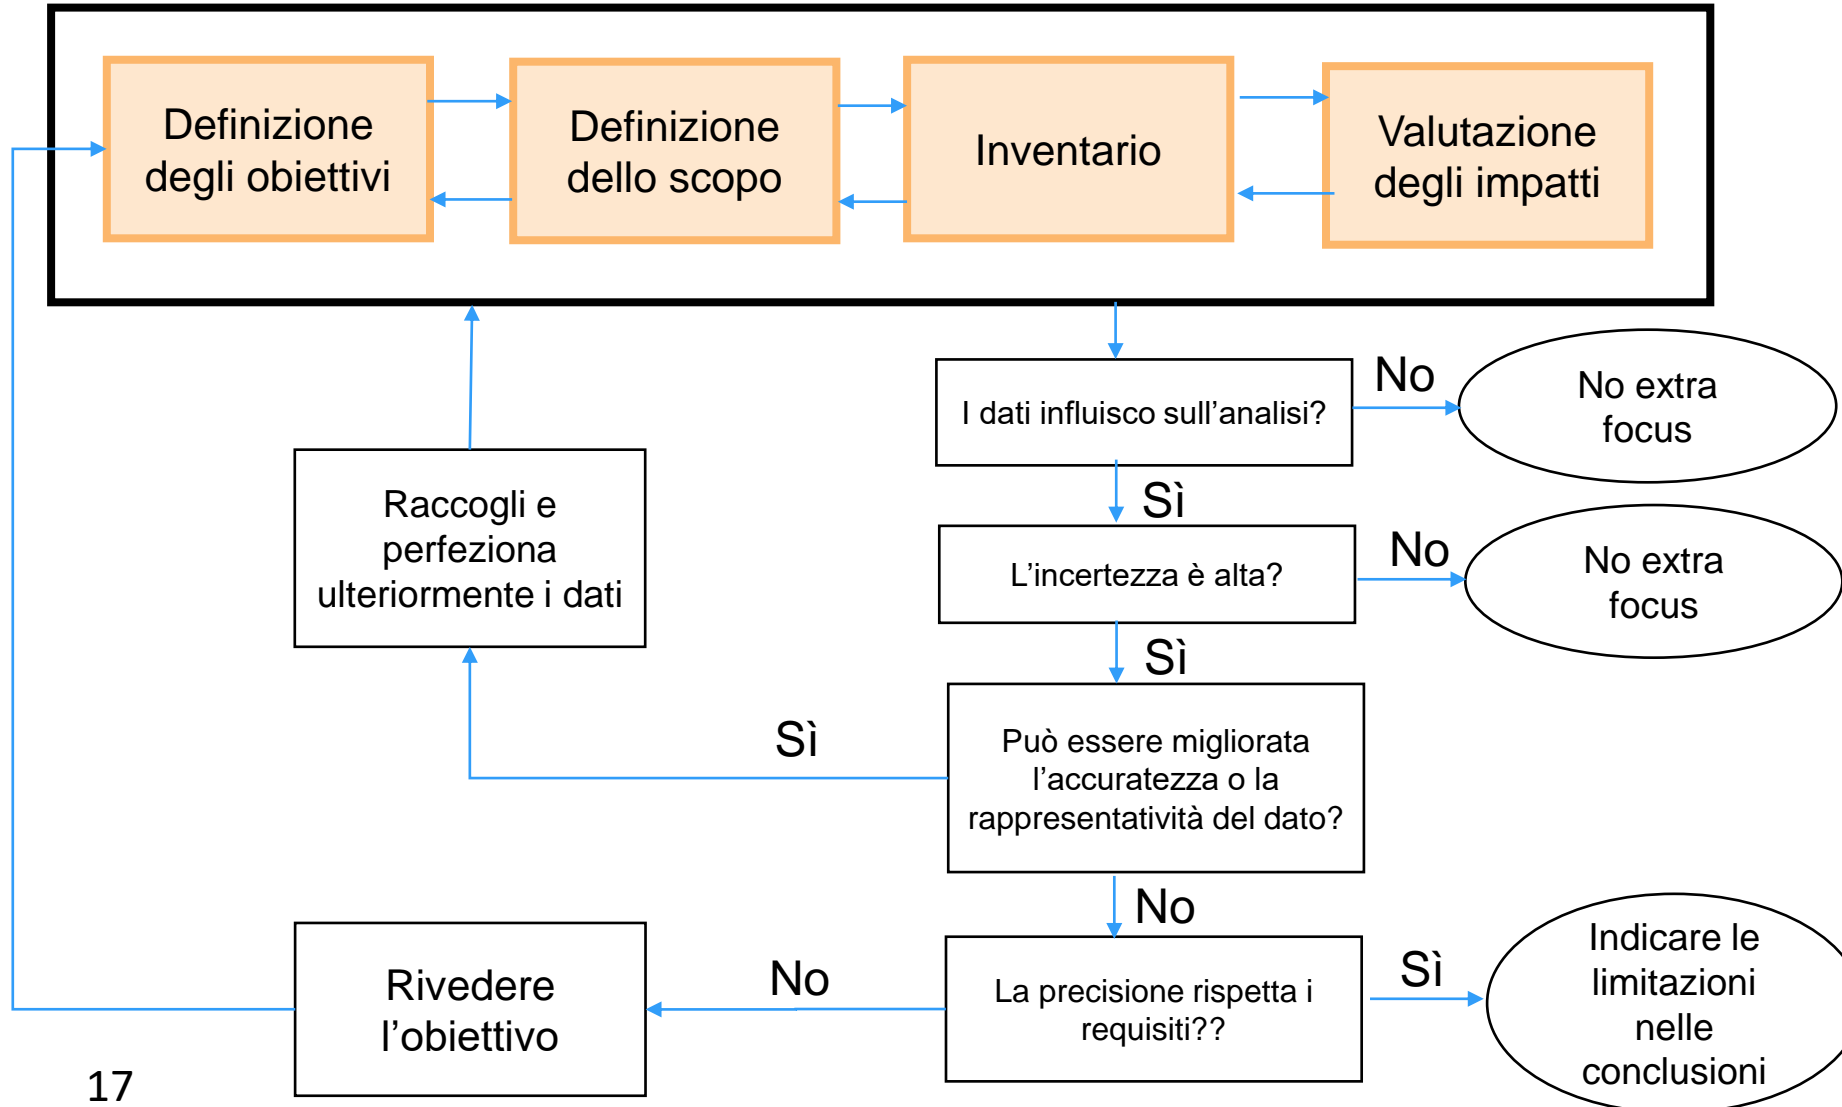 Definizione
degli obiettivi
Definizione
dello scopo
Inventario
Valutazione
degli impatti
I dati influisco sull’analisi?
No
No extra
focus
Sì
Raccogli e
perfeziona
ulteriormente i dati
L’incertezza è alta?
No
No extra
focus
Sì
Sì
Può essere migliorata
l’accuratezza o la
rappresentatività del dato?
No
Rivedere
l’obiettivo
No
La precisione rispetta i
requisiti??
Sì
Indicare le
limitazioni
nelle
conclusioni
17